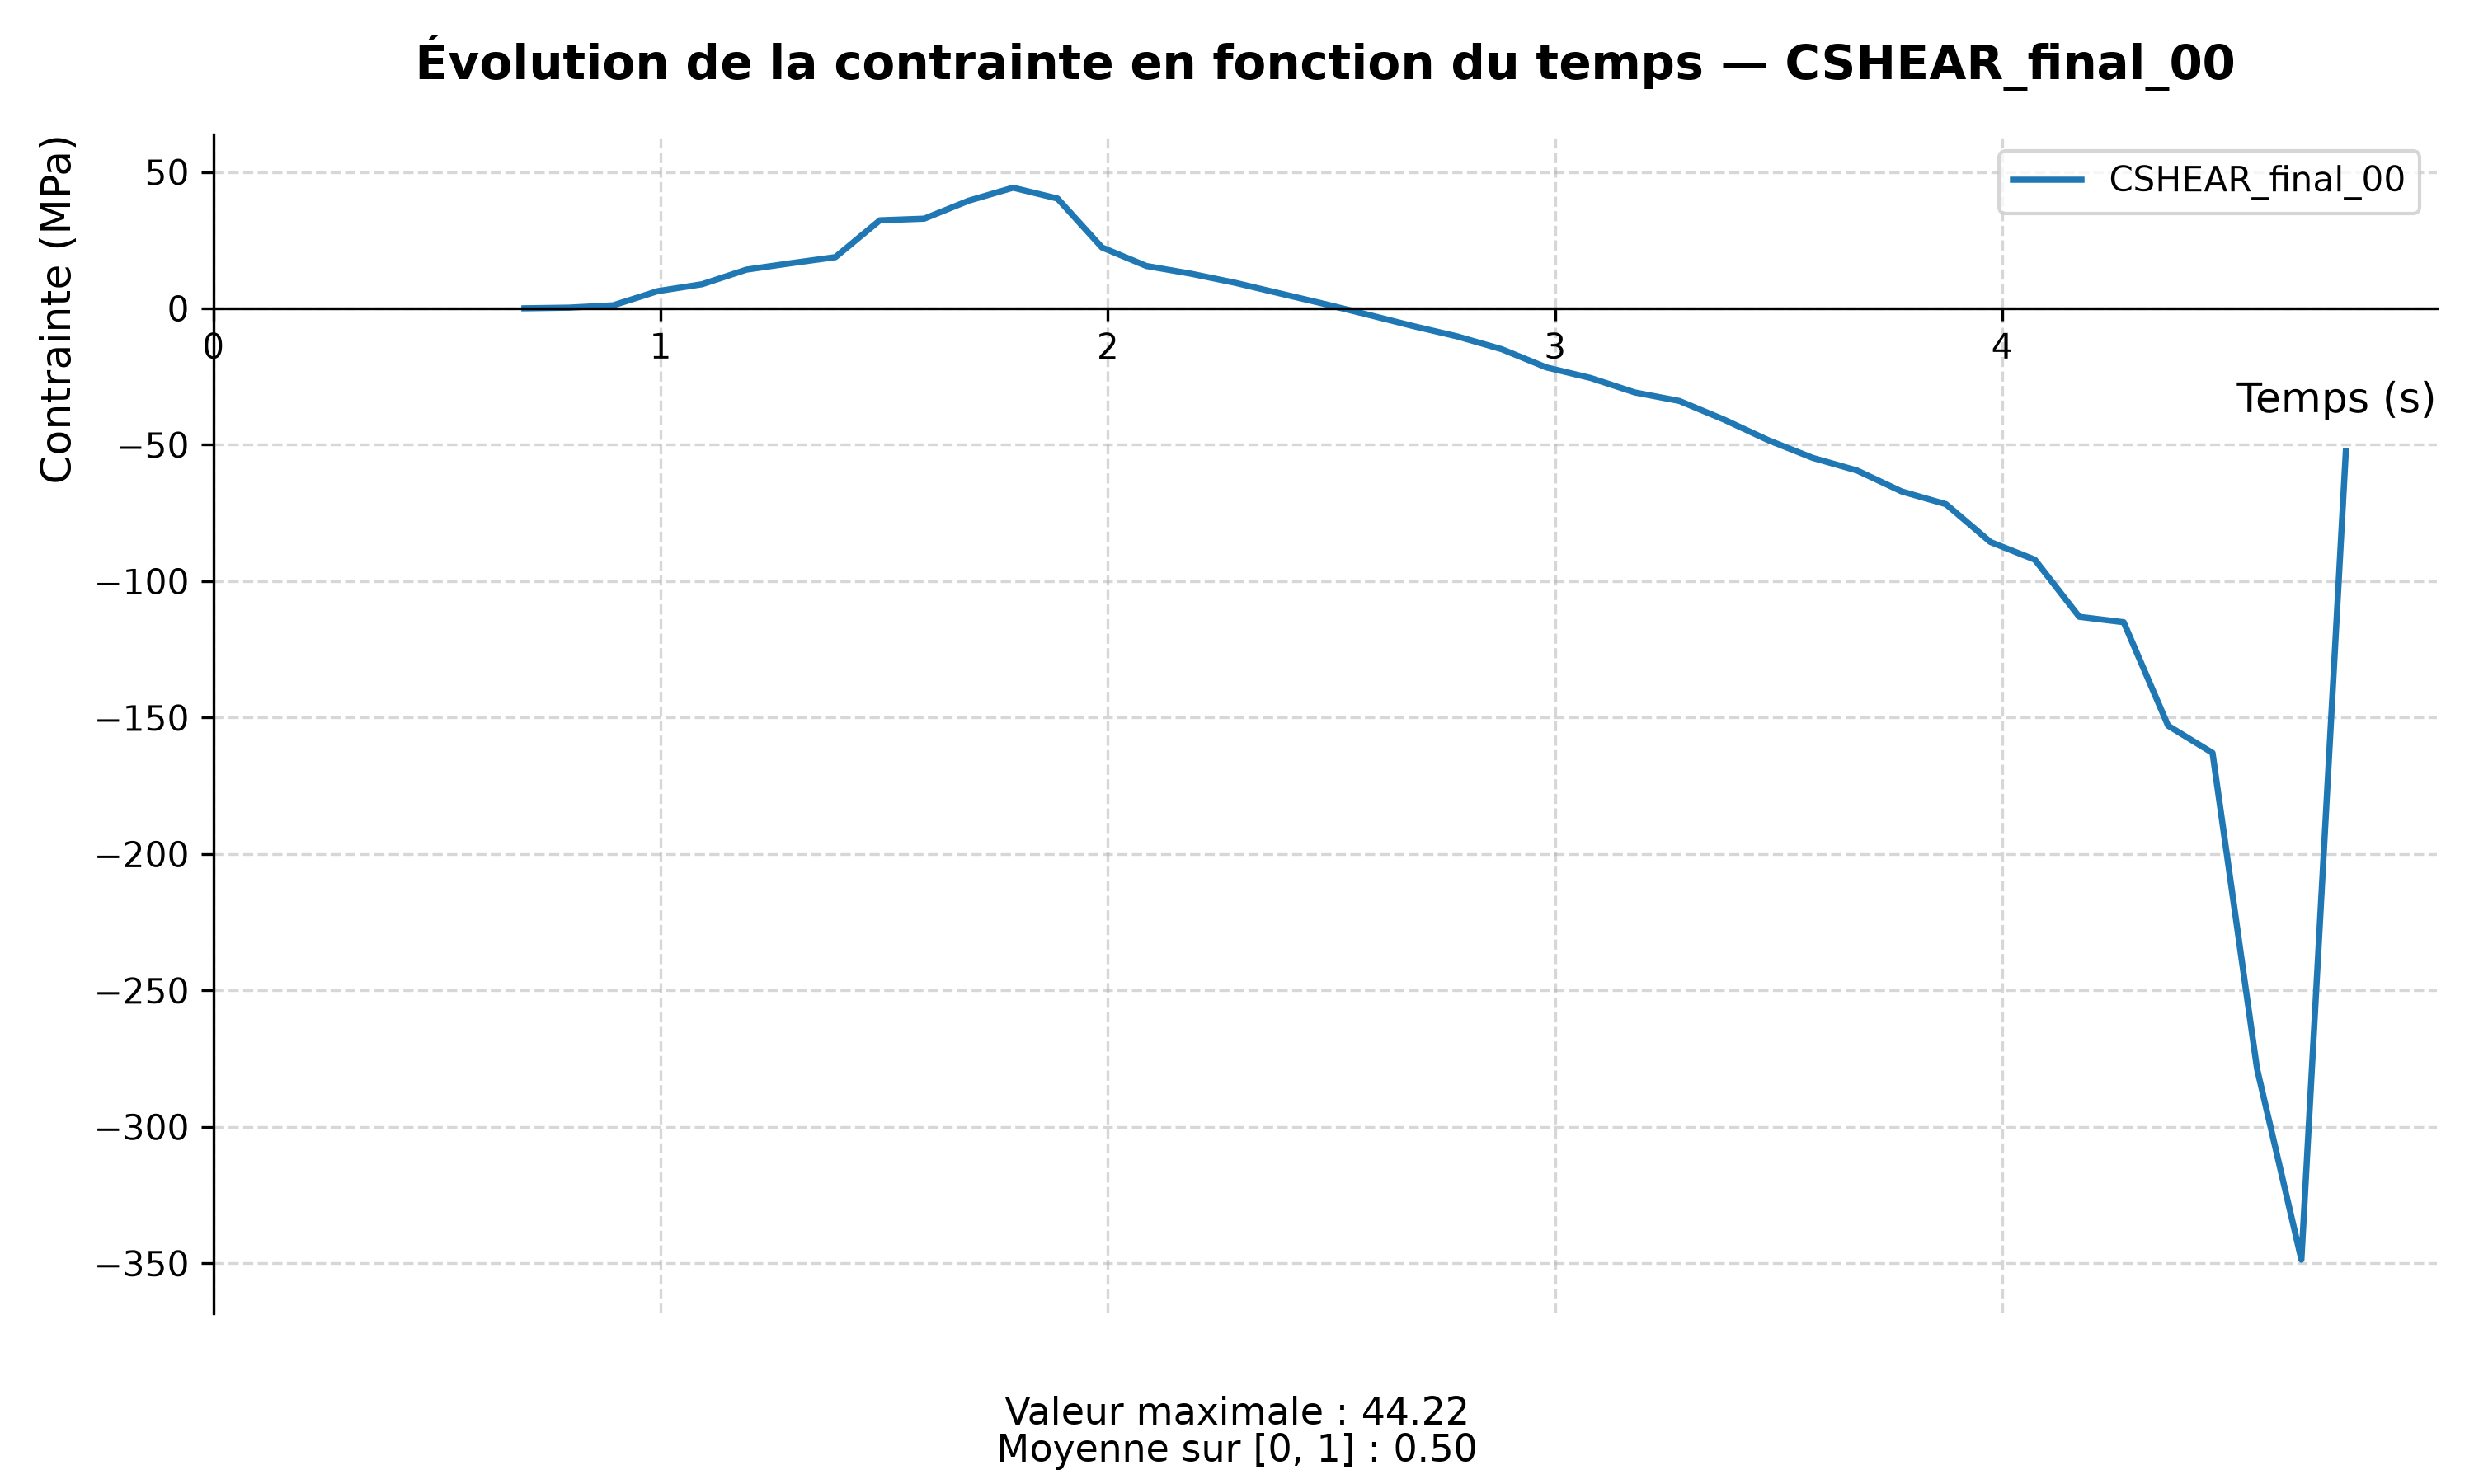 Évolution de la contrainte en fonction du temps — CSHEAR_final_00
Contrainte (MPa)
50
0
−50
−100
−150
−200
−250
−300
−350
0
1
2
3
4
Temps (s)
CSHEAR_final_00
Valeur maximale : 44.22
Moyenne sur [0, 1] : 0.50